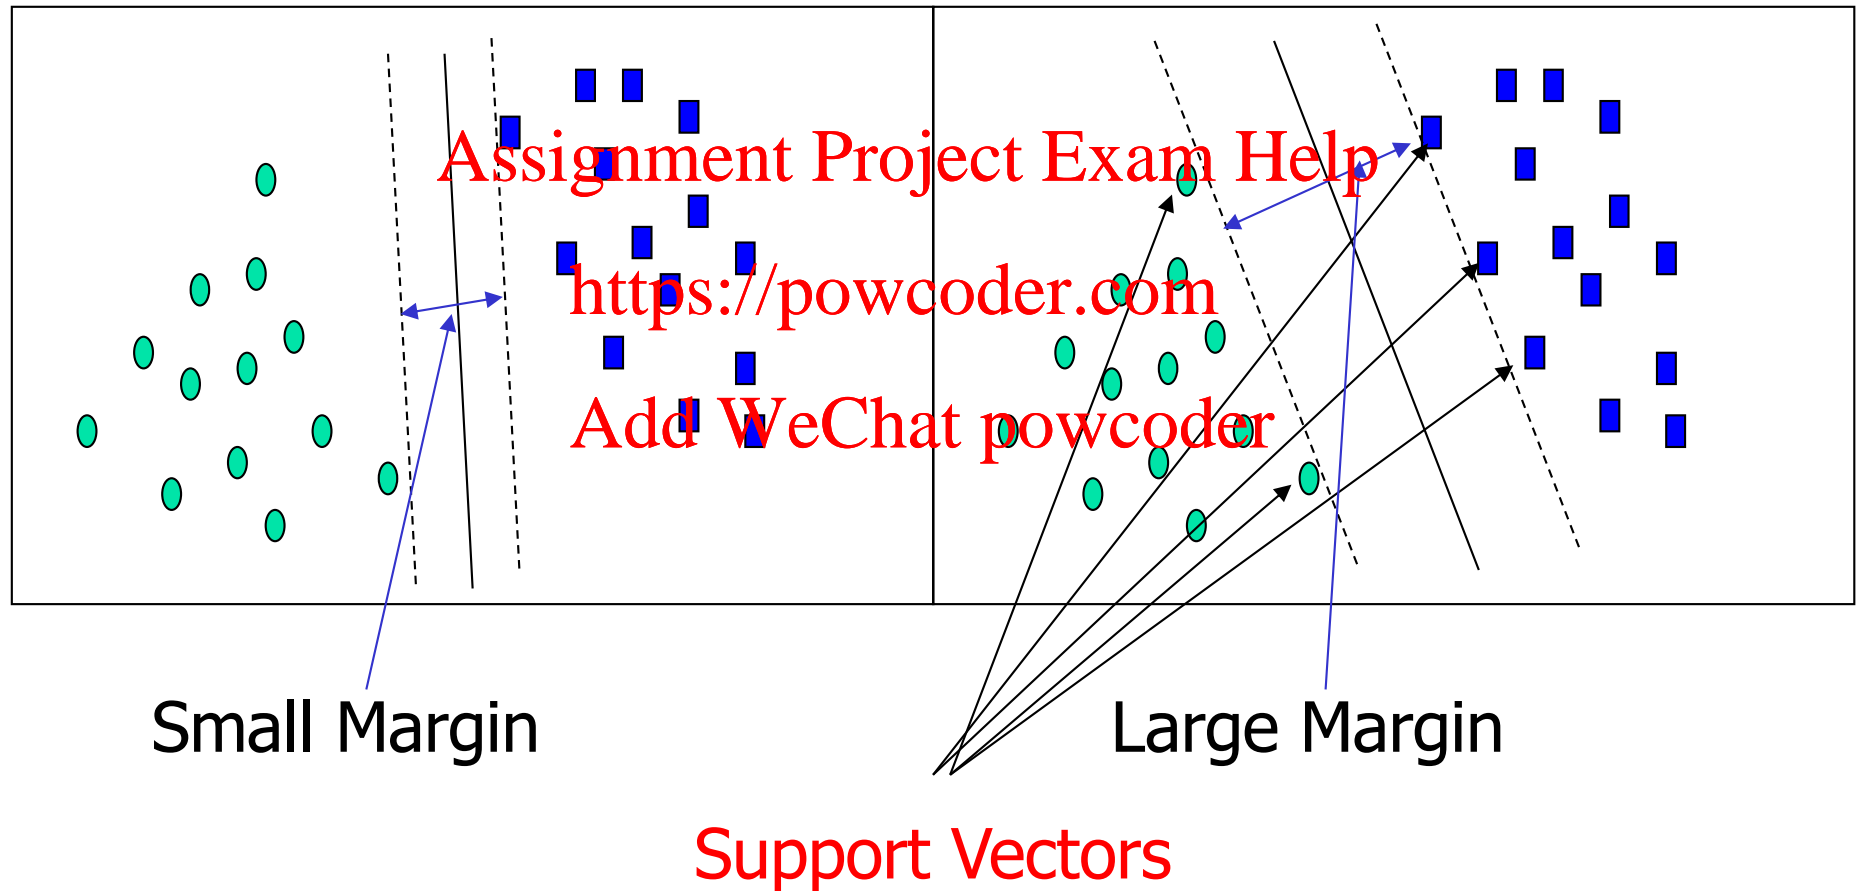 Assignment Project Exam Help
https://powcoder.com
Add WeChat powcoder
Small Margin
Large Margin
Support Vectors